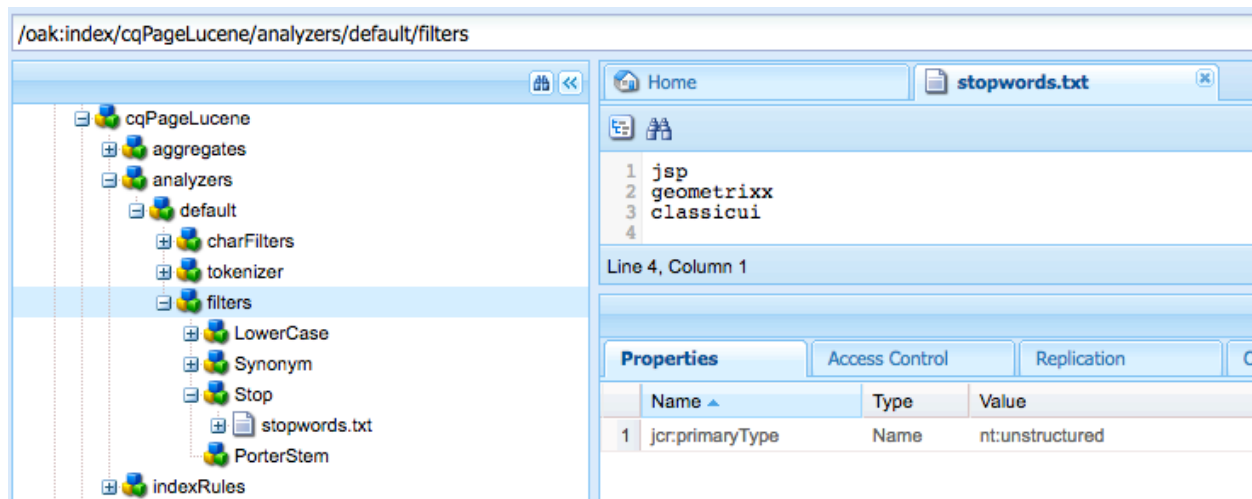 /oak:index/cqPageLucene/analyzers/default/filters
cqPageLucene
aggregates
analyzers
default
charFilters
tokenizer
filters
LowerCase
Synonym
Stop
stopwords.txt
PorterStem
indexRules
Home
stopwords.txt
1 jsp
2 geometrixx
3 classicui
4
Line 4, Column 1
Properties Access Control Replication C
Name Type Value
1 jcr:primaryType Name nt:unstructured